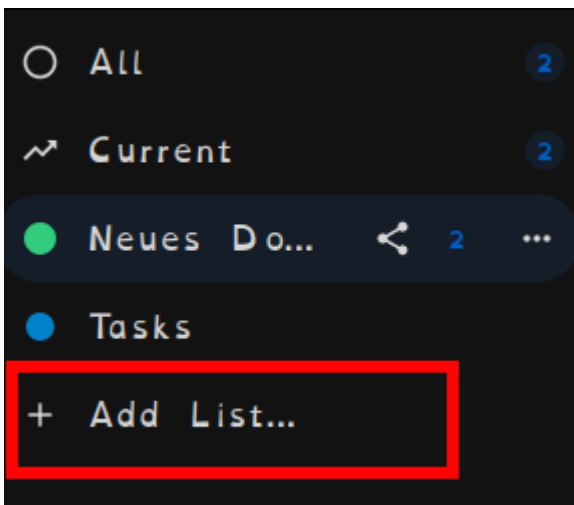 All 2
Current 2
Neues Do... 2 ...
Tasks
+ Add List...